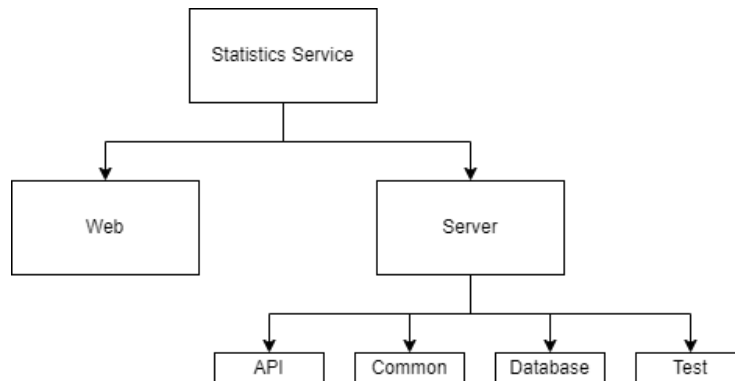 Statistics Service
Web
Server
API
Common
Database
Test